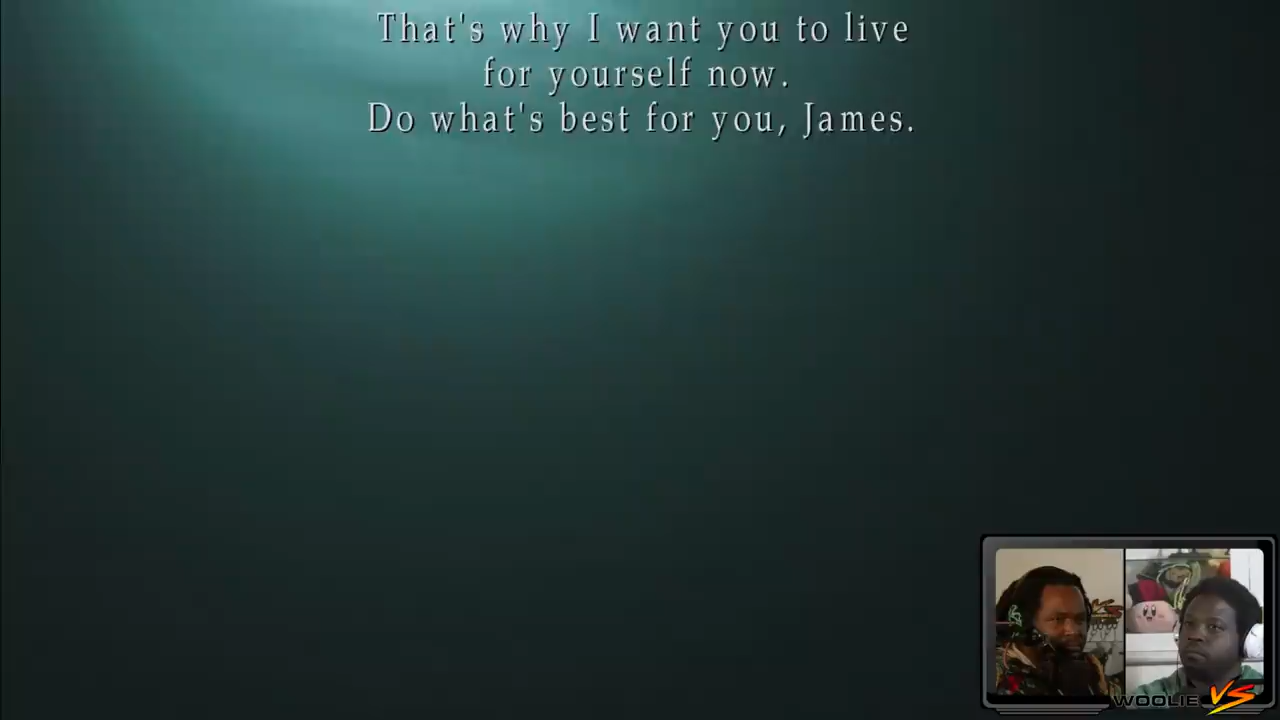 That's why I want you to live
for yourself now.
Do what's best for you, James.
WOOLIE VS